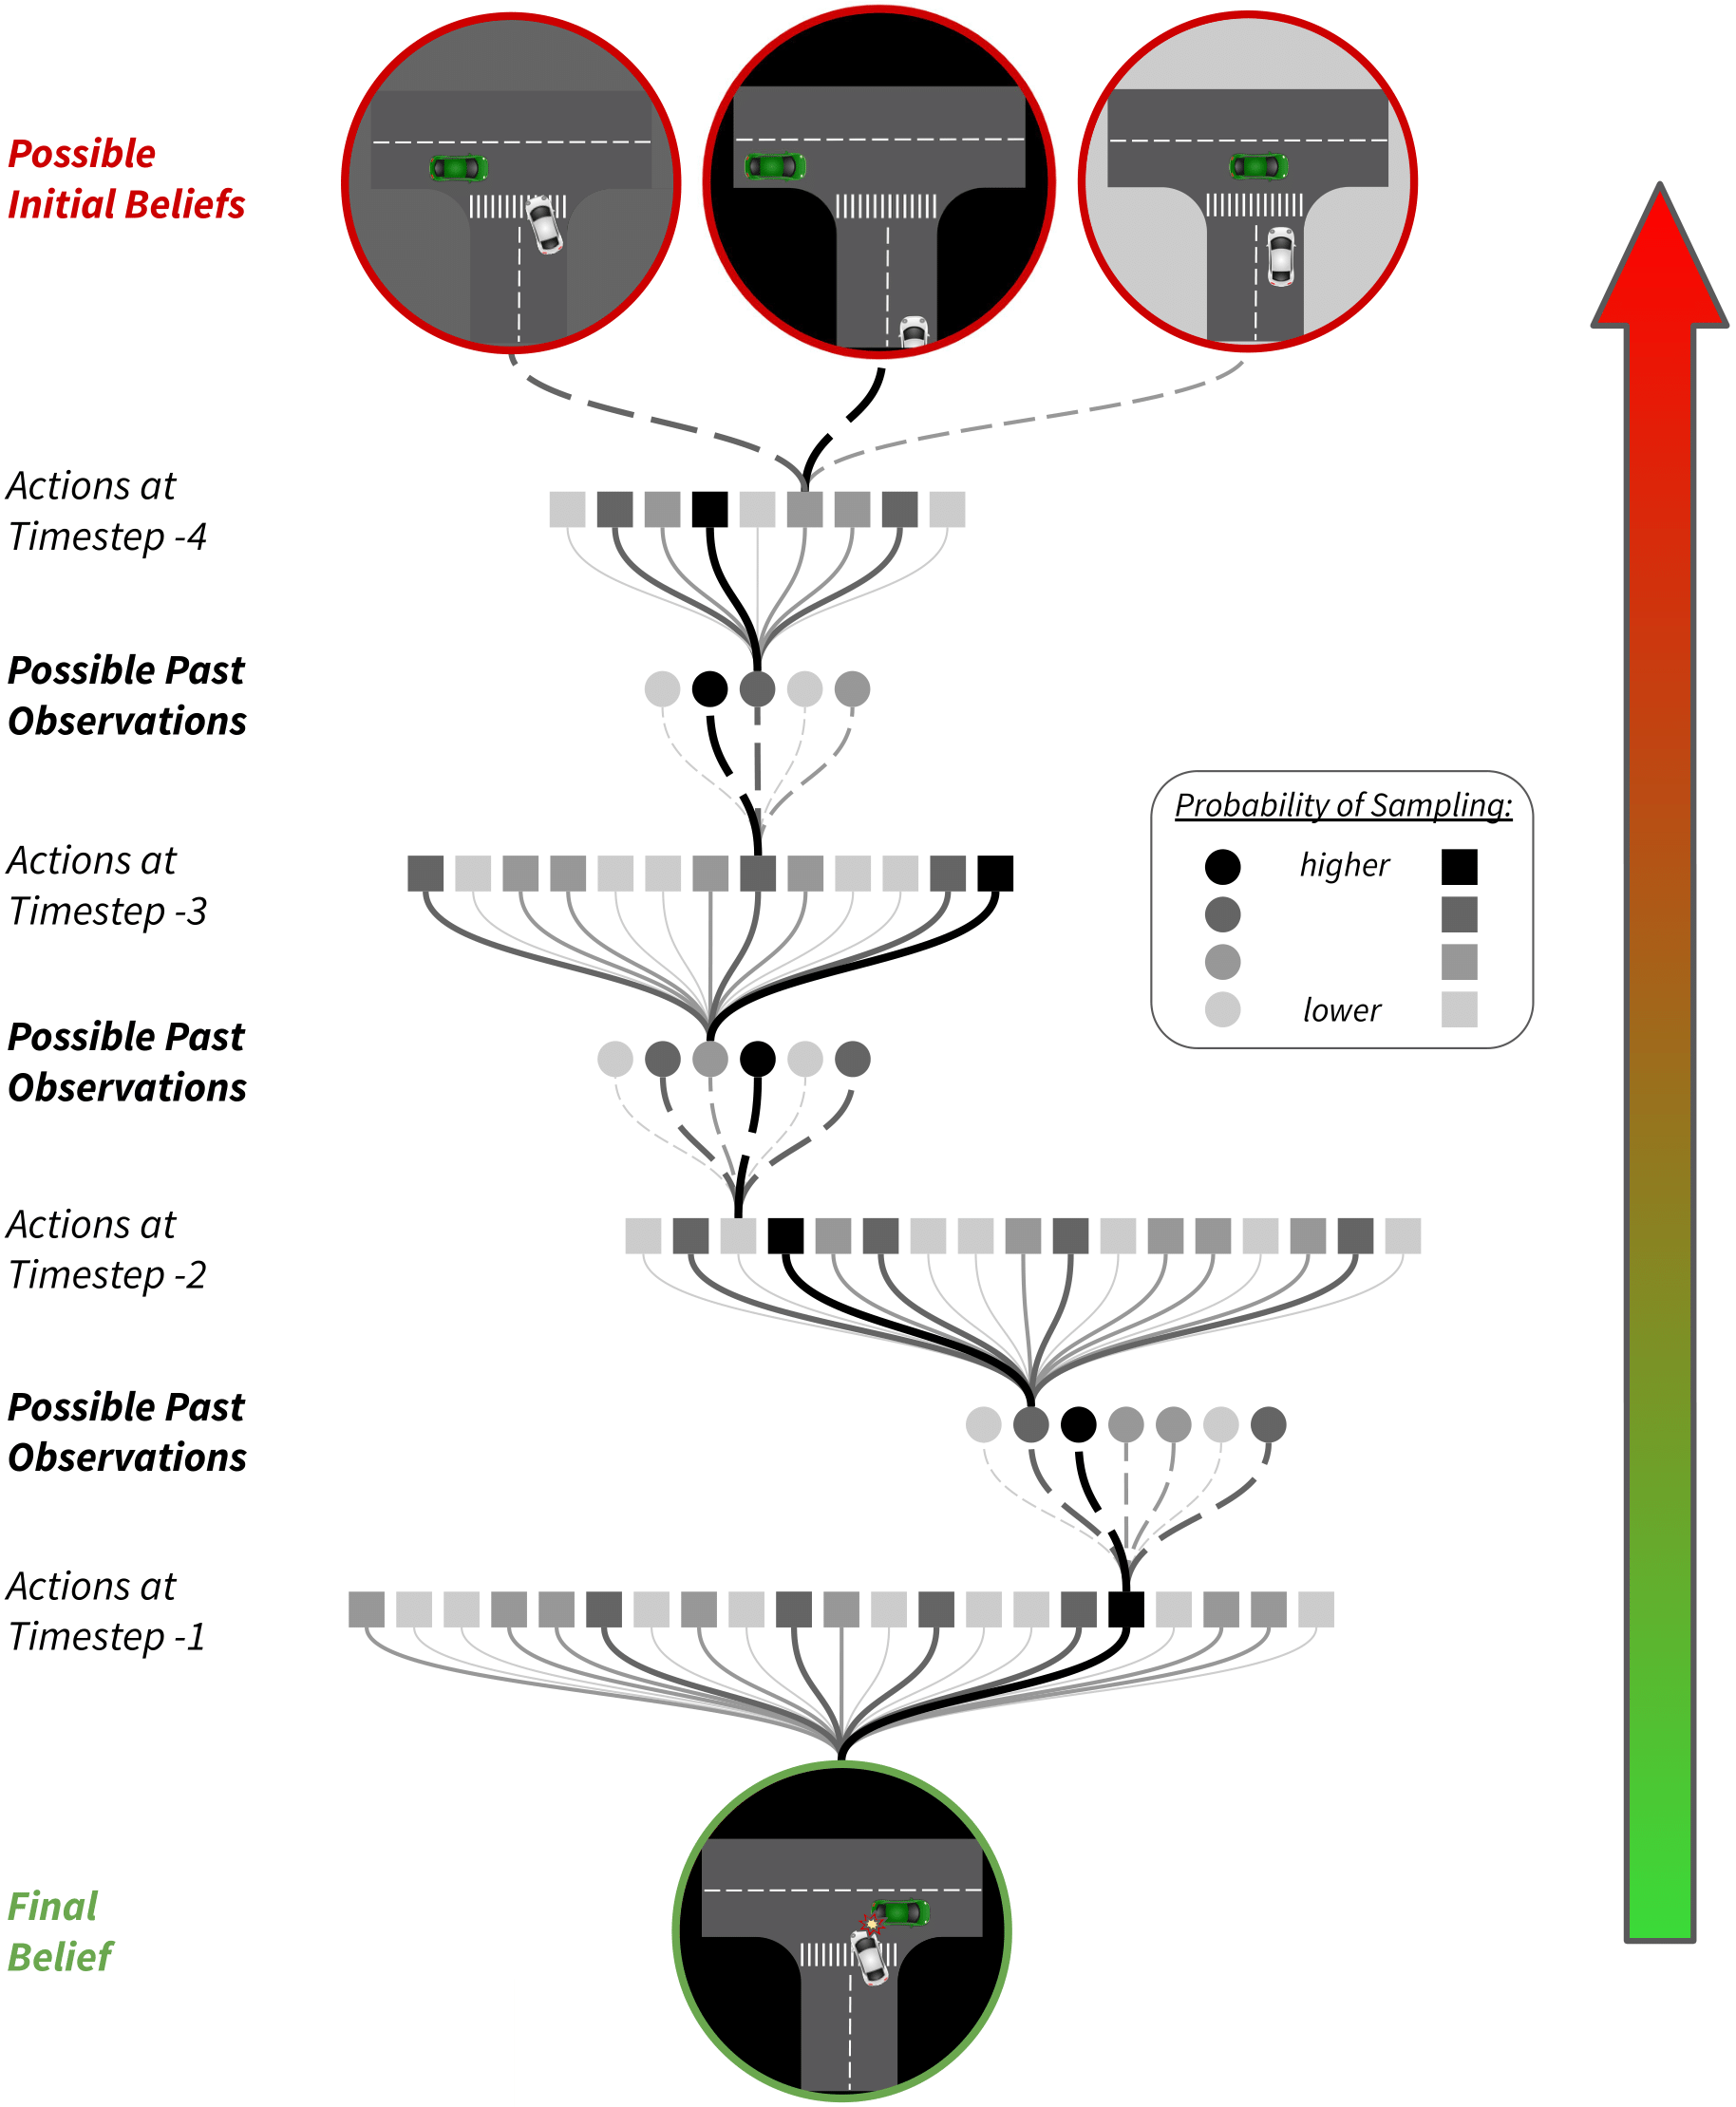 Possible
Initial Beliefs
Actions at
Timestep -4
Possible Past
Observations
Actions at
Timestep -3
Probability of Sampling:
higher
lower
Possible Past
Observations
Actions at
Timestep -2
Possible Past
Observations
Actions at
Timestep -1
Final
Belief